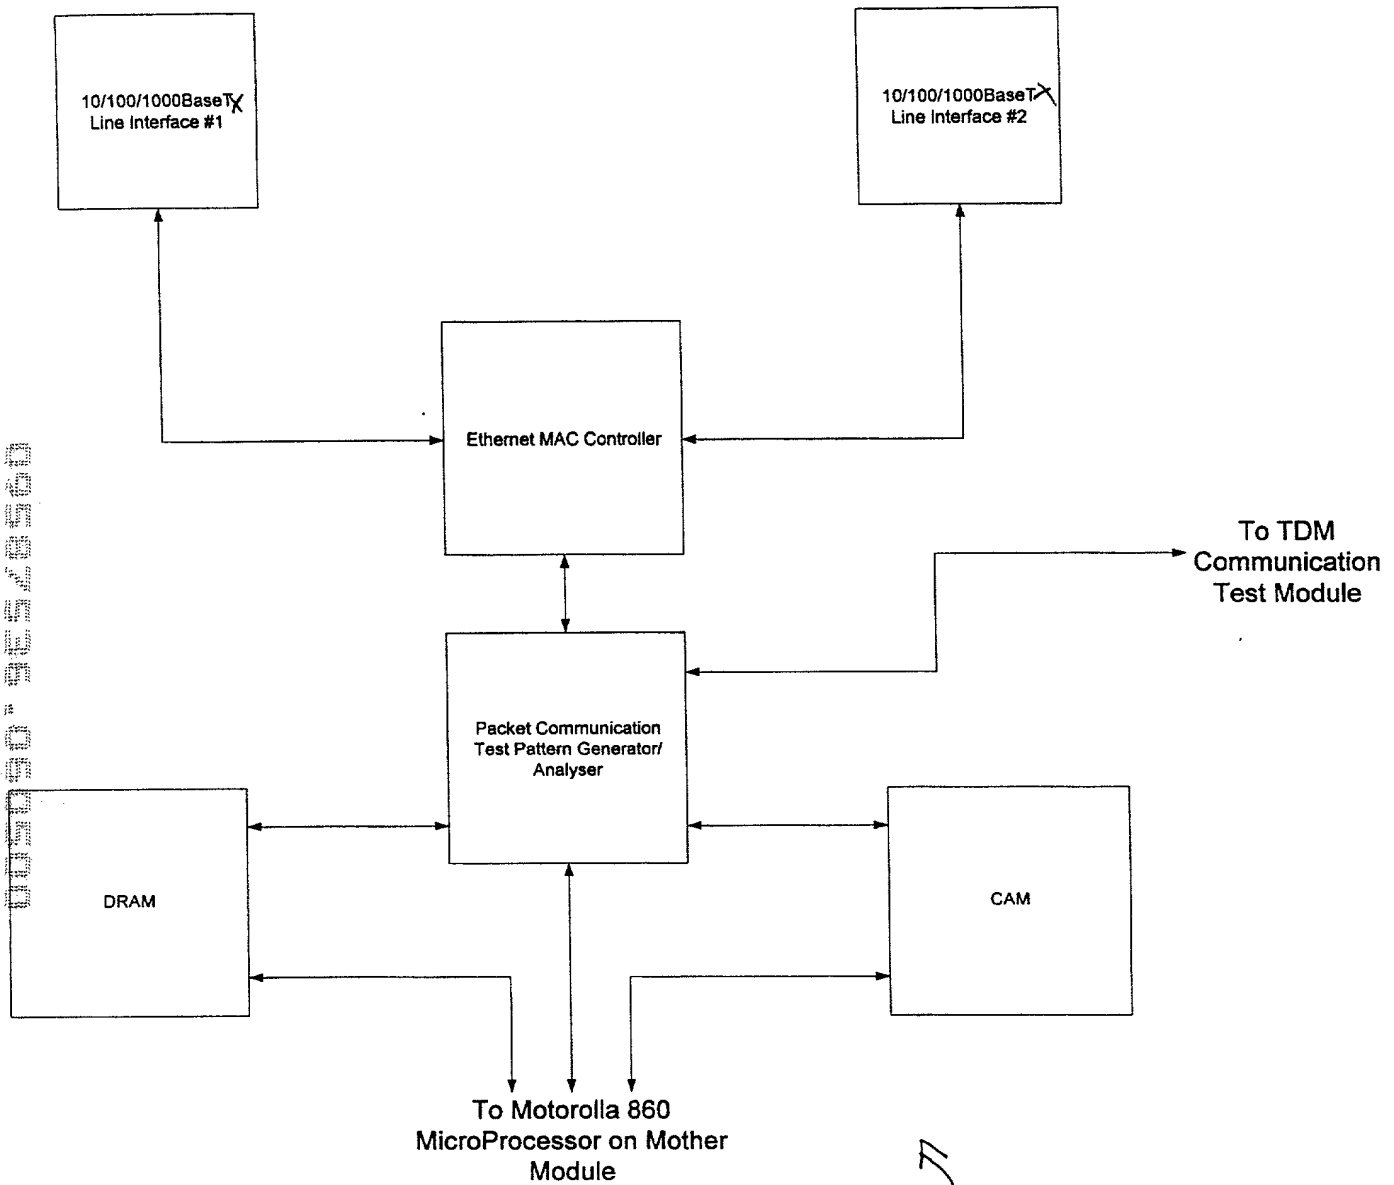 10/100/1000BaseTX
Line Interface #1
10/100/1000BaseTX
Line Interface #2
Ethernet MAC Controller
To TDM
Communication
Test Module
Packet Communication
Test Pattern Generator/
Analyser
DRAM
CAM
To Motorolla 860
MicroProcessor on Mother
Module